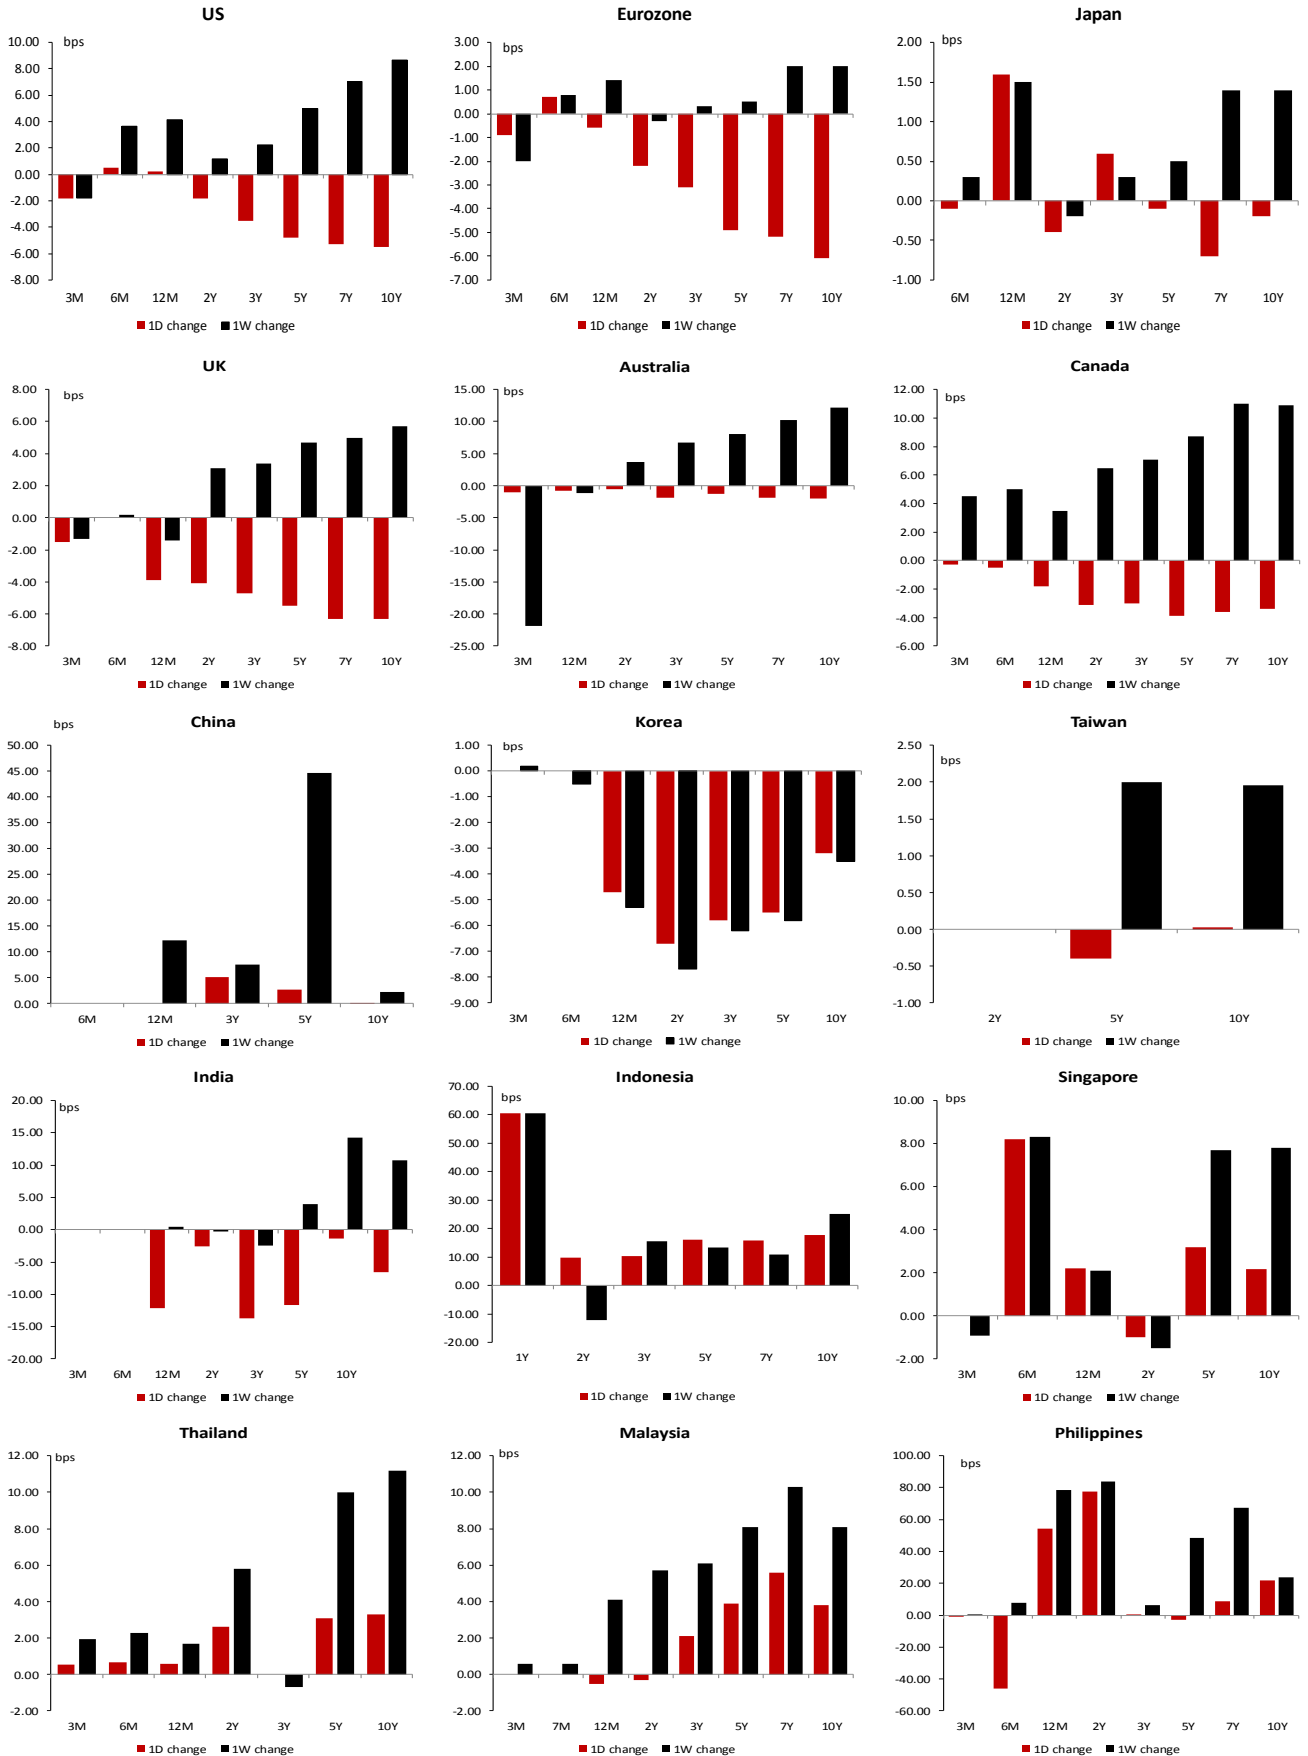 US
bps
10.00
8.00
6.00
4.00
2.00
0.00
-2.00
-4.00
-6.00
-8.00
3M 6M 12M 2Y 3Y 5Y 7Y 10Y
1D change 1W change
Eurozone
bps
3.00
2.00
1.00
0.00
-1.00
-2.00
-3.00
-4.00
-5.00
-6.00
-7.00
3M 6M 12M 2Y 3Y 5Y 7Y 10Y
1D change 1W change
Japan
bps
2.00
1.50
1.00
0.50
0.00
-0.50
-1.00
6M 12M 2Y 3Y 5Y 7Y 10Y
1D change 1W change
UK
bps
8.00
6.00
4.00
2.00
0.00
-2.00
-4.00
-6.00
-8.00
3M 6M 12M 2Y 3Y 5Y 7Y 10Y
1D change 1W change
Australia
bps
15.00
10.00
5.00
0.00
-5.00
-10.00
-15.00
-20.00
-25.00
3M 12M 2Y 3Y 5Y 7Y 10Y
1D change 1W change
Canada
bps
12.00
10.00
8.00
6.00
4.00
2.00
0.00
-2.00
-4.00
-6.00
3M 6M 12M 2Y 3Y 5Y 7Y 10Y
1D change 1W change
China
bps
50.00
45.00
40.00
35.00
30.00
25.00
20.00
15.00
10.00
5.00
0.00
6M 12M 3Y 5Y 10Y
1D change 1W change
Korea
bps
1.00
0.00
-1.00
-2.00
-3.00
-4.00
-5.00
-6.00
-7.00
-8.00
-9.00
3M 6M 12M 2Y 3Y 5Y 10Y
1D change 1W change
Taiwan
bps
2.50
2.00
1.50
1.00
0.50
0.00
-0.50
-1.00
2Y 5Y 10Y
1D change 1W change
India
bps
20.00
15.00
10.00
5.00
0.00
-5.00
-10.00
-15.00
-20.00
3M 6M 12M 2Y 3Y 5Y 10Y
1D change 1W change
Indonesia
bps
70.00
60.00
50.00
40.00
30.00
20.00
10.00
0.00
-10.00
-20.00
1Y 2Y 3Y 5Y 7Y 10Y
1D change 1W change
Singapore
bps
10.00
8.00
6.00
4.00
2.00
0.00
-2.00
3M 6M 12M 2Y 5Y 10Y
1D change 1W change
Thailand
bps
12.00
10.00
8.00
6.00
4.00
2.00
0.00
-2.00
3M 6M 12M 2Y 3Y 5Y 10Y
1D change 1W change
Malaysia
bps
12.00
10.00
8.00
6.00
4.00
2.00
0.00
-2.00
3M 7M 12M 2Y 3Y 5Y 7Y 10Y
1D change 1W change
Philippines
bps
100.00
80.00
60.00
40.00
20.00
0.00
-20.00
-40.00
-60.00
3M 6M 12M 2Y 3Y 5Y 7Y 10Y
1D change 1W change